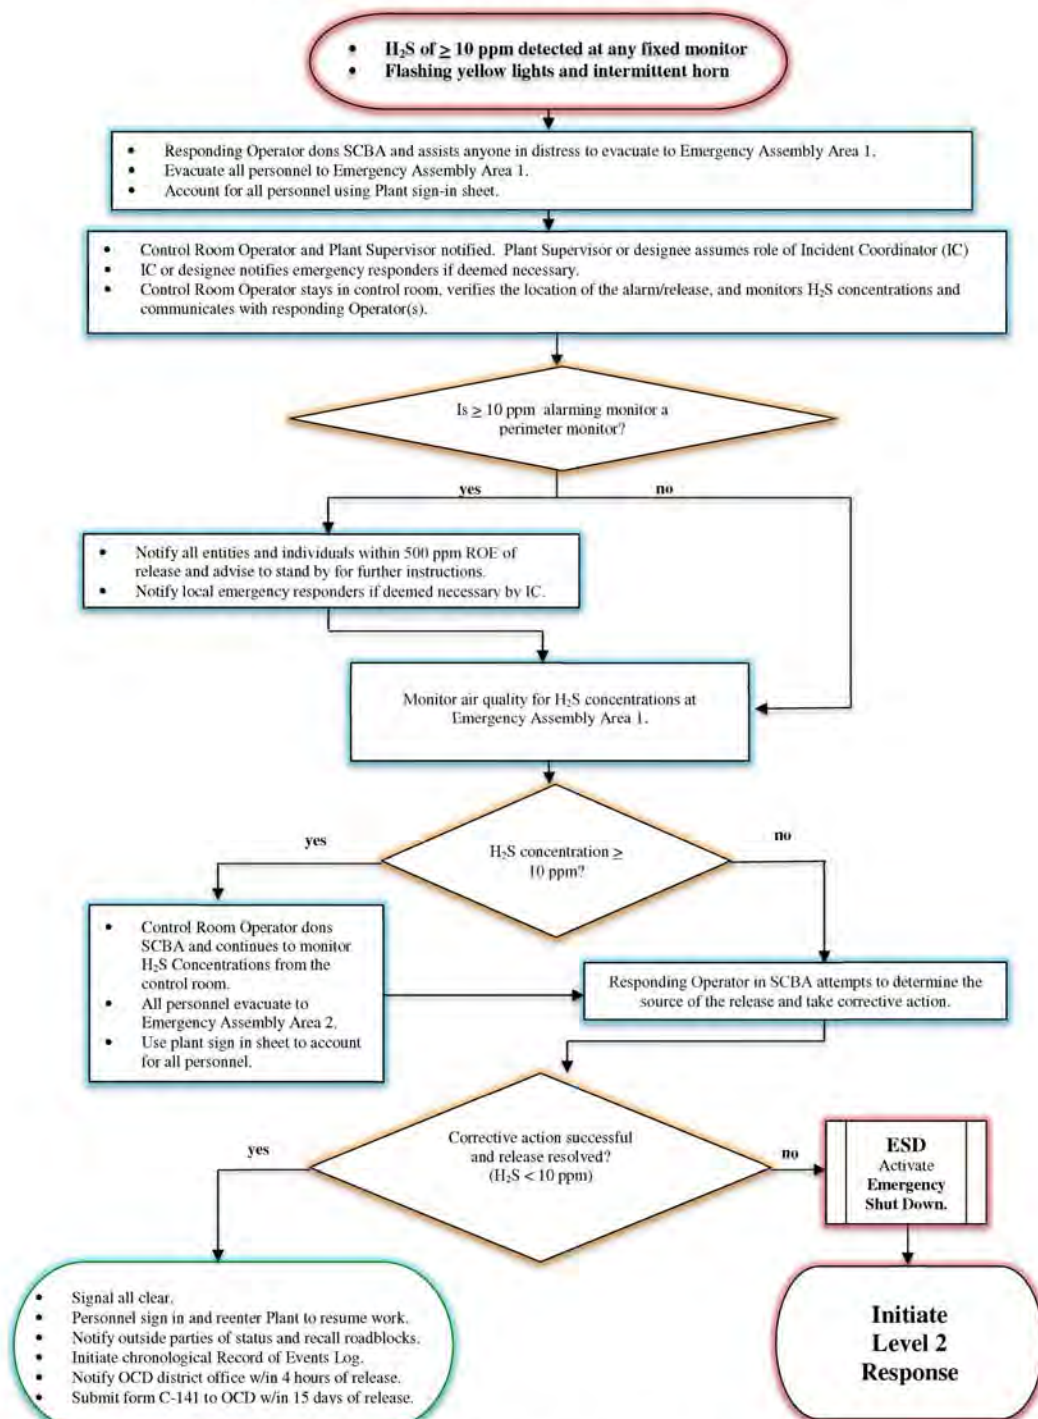 • H₂S of ≥ 10 ppm detected at any fixed monitor
• Flashing yellow lights and intermittent horn
• Responding Operator dons SCBA and assists anyone in distress to evacuate to Emergency Assembly Area 1.
• Evacuate all personnel to Emergency Assembly Area 1.
• Account for all personnel using Plant sign-in sheet.
• Control Room Operator and Plant Supervisor notified. Plant Supervisor or designee assumes role of Incident Coordinator (IC)
• IC or designee notifies emergency responders if deemed necessary.
• Control Room Operator stays in control room, verifies the location of the alarm/release, and monitors H₂S concentrations and
communicates with responding Operator(s).
Is ≥ 10 ppm alarming monitor a
perimeter monitor?
yes
no
• Notify all entities and individuals within 500 ppm ROE of
release and advise to stand by for further instructions.
• Notify local emergency responders if deemed necessary by IC.
Monitor air quality for H₂S concentrations at
Emergency Assembly Area 1.
yes
no
H₂S concentration ≥
10 ppm?
• Control Room Operator dons
SCBA and continues to monitor
H₂S Concentrations from the
control room.
• All personnel evacuate to
Emergency Assembly Area 2.
• Use plant sign in sheet to account
for all personnel.
Responding Operator in SCBA attempts to determine the
source of the release and take corrective action.
yes
Corrective action successful
and release resolved?
(H₂S < 10 ppm)
no
ESD
Activate
Emergency
Shut Down.
• Signal all clear.
• Personnel sign in and reenter Plant to resume work.
• Notify outside parties of status and recall roadblocks.
• Initiate chronological Record of Events Log.
• Notify OCD district office w/in 4 hours of release.
• Submit form C-141 to OCD w/in 15 days of release.
Initiate
Level 2
Response